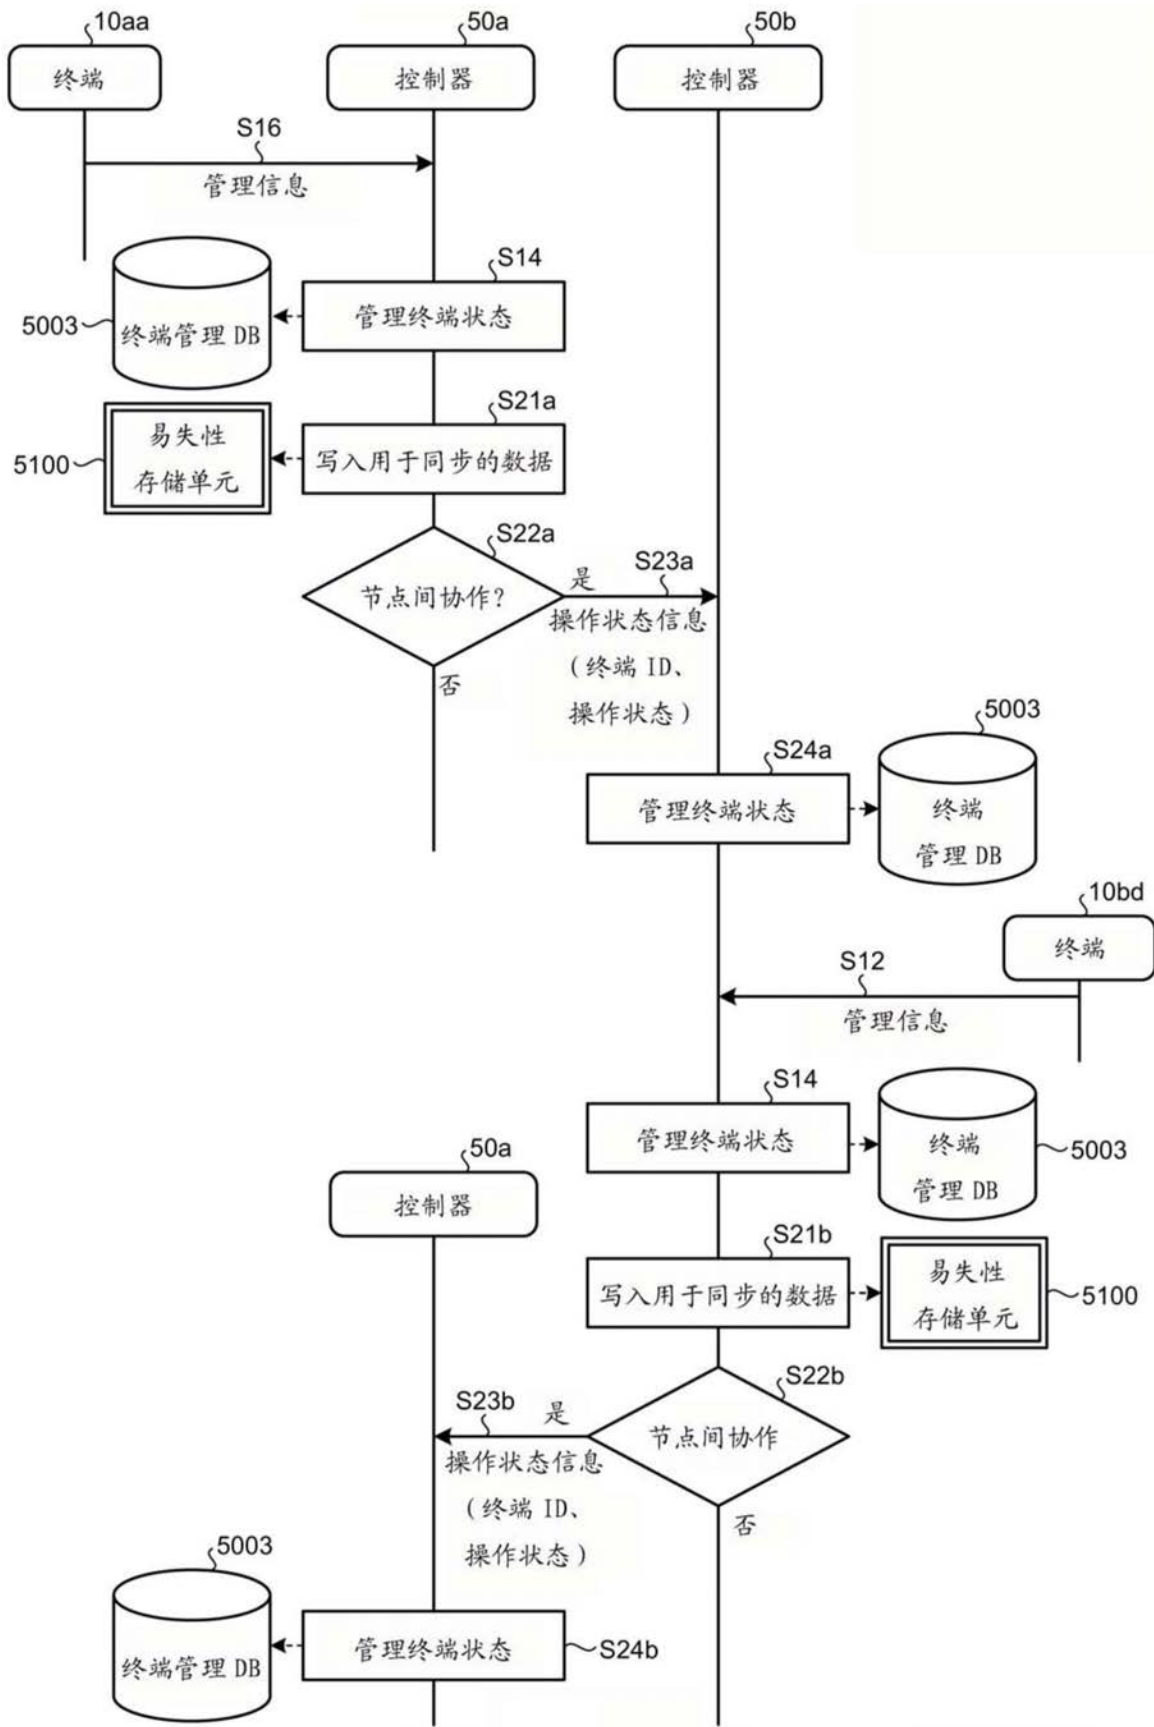 10aa
50a
50b
终端
控制器
控制器
S16
管理信息
S14
管理终端状态
5003
终端管理 DB
S21a
写入用于同步的数据
易失性
存储单元
5100
S22a
节点间协作？
是
S23a
操作状态信息
（终端 ID、
操作状态）
否
5003
S24a
管理终端状态
终端
管理 DB
10bd
终端
S12
管理信息
S14
管理终端状态
终端
管理 DB
5003
50a
控制器
S21b
写入用于同步的数据
易失性
存储单元
5100
S22b
节点间协作
S23b
是
操作状态信息
（终端 ID、
操作状态）
否
5003
终端管理 DB
管理终端状态
S24b